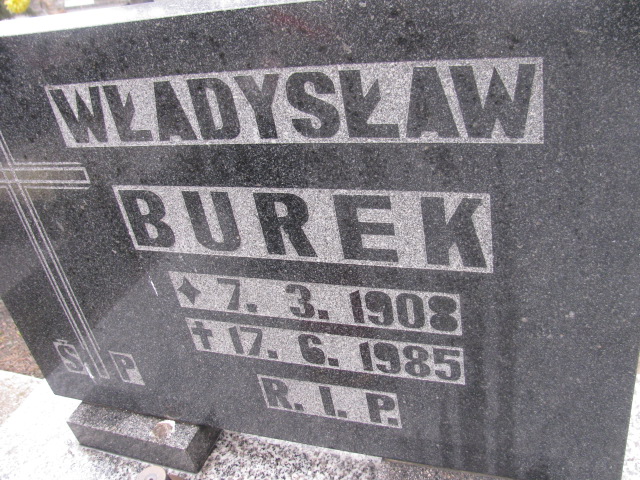 WŁADYSŁAW
BUREK
✦ 7. 3. 1908
✝ 17. 6. 1985
Ś P
R. I. P.